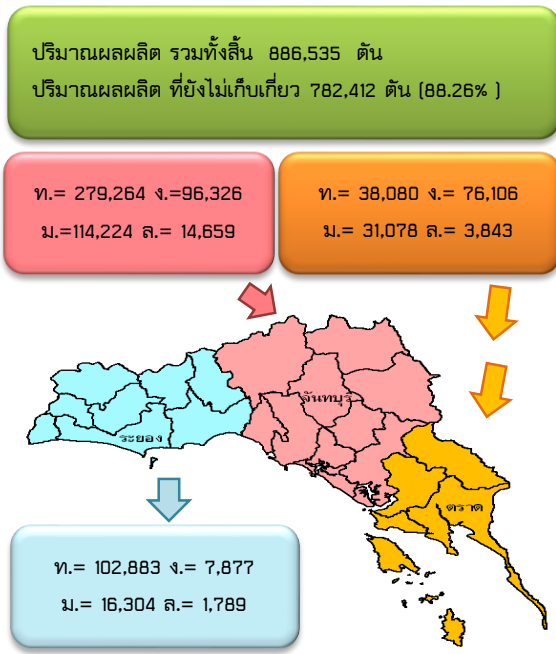 ปริมาณผลผลิต รวมทั้งสิ้น 886,535 ตัน
ปริมาณผลผลิต ที่ยังไม่เก็บเกี่ยว 782,412 ตัน (88.26% )
ท.= 279,264 ง.=96,326
ม.=114,224 ล.= 14,659
ท.= 38,080 ง.= 76,106
ม.= 31,078 ล.= 3,843
จันทบุรี
ระยอง
ตราด
ท.= 102,883 ง.= 7,877
ม.= 16,304 ล.= 1,789